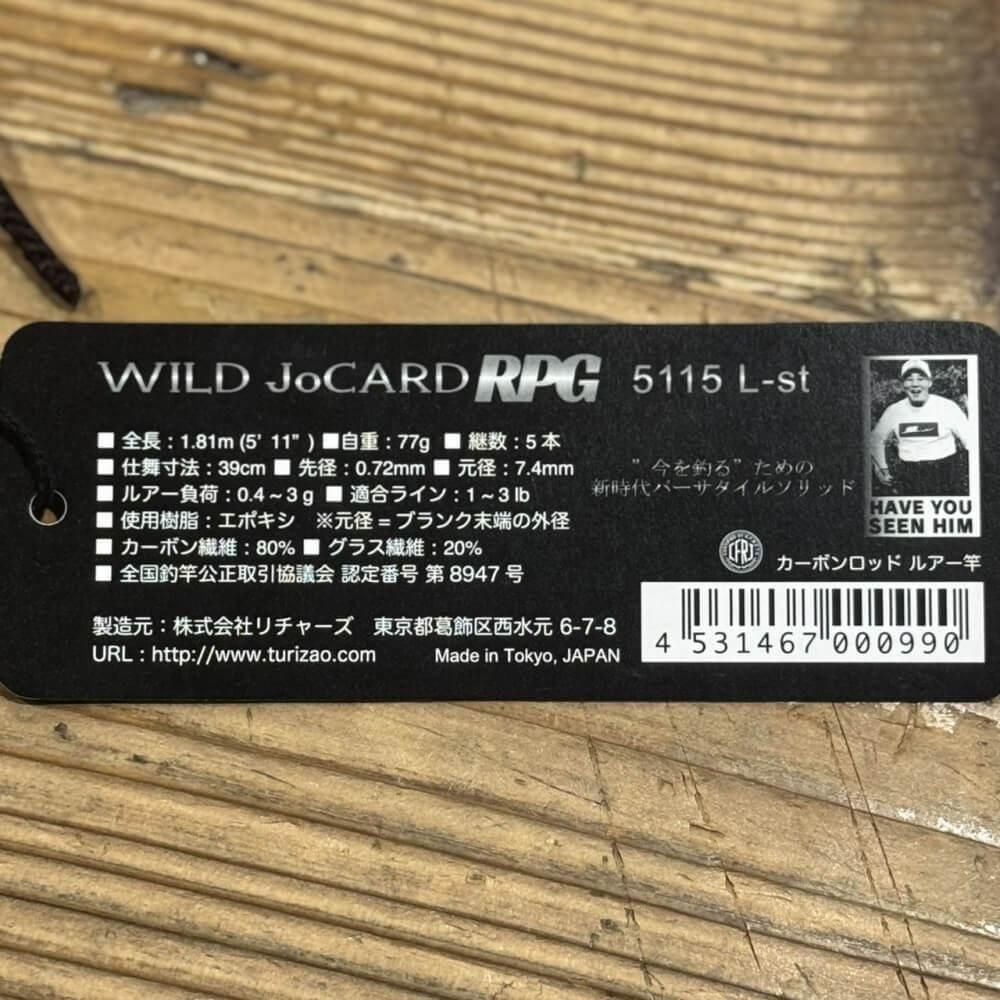 WILD JoCARD RPG 5115 L-st
■ 全長：1.81m (5' 11") ■自重：77g ■ 継数：5本
■ 仕舞寸法：39cm ■ 先径：0.72mm ■ 元径：7.4mm
■ ルアー負荷：0.4～3 g ■ 適合ライン：1～3 lb
■ 使用樹脂：エポキシ ※元径＝ブランク末端の外径
■ カーボン繊維：80% ■ グラス繊維：20%
■ 全国釣竿公正取引協議会 認定番号 第 8947 号
製造元：株式会社リチャーズ 東京都葛飾区西水元 6-7-8
URL：http://www.turizao.com Made in Tokyo, JAPAN
”今を釣る”ための
新時代バーサタイルソリッド
HAVE YOU
SEEN HIM
カーボンロッド ルアー竿
4 531467 000990